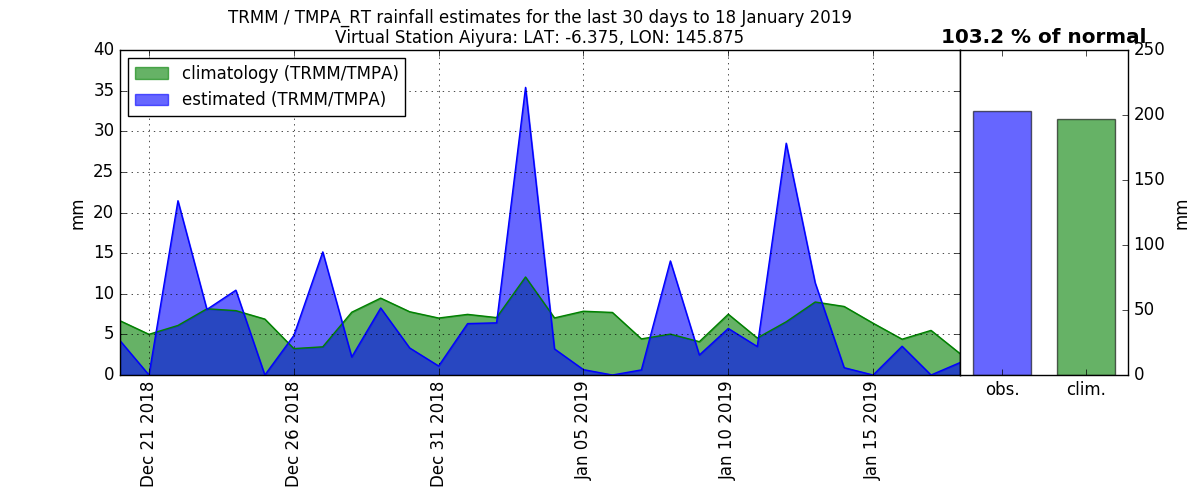 TRMM / TMPA_RT rainfall estimates for the last 30 days to 18 January 2019
Virtual Station Aiyura: LAT: -6.375, LON: 145.875
103.2 % of normal
climatology (TRMM/TMPA)
estimated (TRMM/TMPA)
40
35
30
25
20
15
10
5
0
mm
Dec 21 2018
Dec 26 2018
Dec 31 2018
Jan 05 2019
Jan 10 2019
Jan 15 2019
250
200
150
100
50
0
mm
obs.
clim.